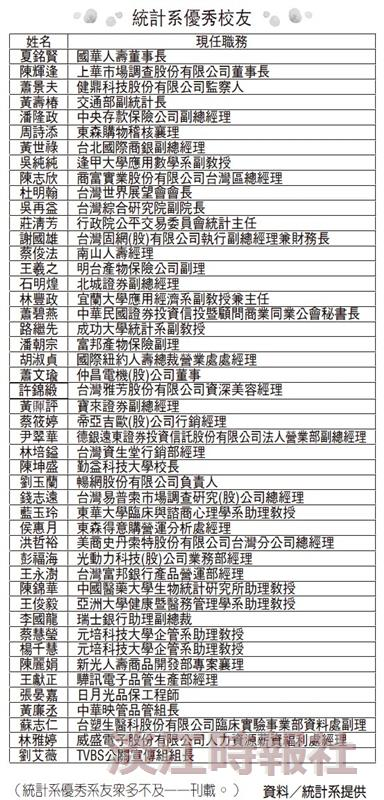 統計系優秀校友
姓名 現任職務
夏銘賢 國華人壽董事長
陳輝逢 上華市場調查股份有限公司董事長
蕭景夫 健鼎科技股份有限公司監察人
黃壽椿 交通部副統計長
潘隆政 中央存款保險公司副總經理
周詩添 東森購物稽核襄理
黃世祿 台北國際商銀副總經理
吳純純 逢甲大學應用數學系副教授
陳志欣 商富實業股份有限公司台灣區總經理
杜明翰 台灣世界展望會會長
吳再益 台灣綜合研究院副院長
莊清芳 行政院公平交易委員會統計主任
謝國雄 台灣固網(股)有限公司執行副總經理兼財務長
蔡俊法 南山人壽經理
王羲之 明台產物保險公司副理
石明煌 北城證券副總經理
林豐政 宜蘭大學應用經濟系副教授兼主任
蕭碧燕 中華民國證券投資信投暨顧問商業同業公會秘書長
路繼先 成功大學統計系副教授
潘朝宗 富邦產物保險副理
胡淑貞 國際紐約人壽總裁營業處處經理
蕭文瑜 仲昌電機(股)公司董事
許錦緞 台灣雅芳股份有限公司資深美容經理
黃 評 寶來證券副總經理
蔡筱婷 帝亞吉歐(股)公司行銷經理
尹翠華 德銀遠東證券投資信託股份有限公司法人營業部副總經理
林培鎰 台灣資生堂行銷部經理
陳坤盛 勤益科技大學校長
劉玉蘭 暢網股份有限公司負責人
錢志遠 台灣易普索市場調查研究(股)公司總經理
藍玉玲 東華大學臨床與諮商心理學系助理教授
侯惠月 東森得意購營運分析處經理
洪哲裕 美商史丹索特股份有限公司台灣分公司總經理
彭福海 光動力科技(股)公司業務部經理
王永澍 台灣富邦銀行產品營運部經理
陳錦華 中國醫藥大學生物統計研究所助理教授
王俊毅 亞洲大學健康暨醫務管理學系助理教授
李國龍 瑞士銀行助理副總裁
蔡慧瑩 元培科技大學企管系助理教授
楊千慧 元培科技大學企管系助理教授
陳麗娟 新光人壽商品開發部專案襄理
王獻正 驊訊電子品管生產部經理
張晏嘉 日月光品保工程師
黃廉丞 中華映管品管組長
蘇志仁 台塑生醫科股份有限公司臨床實驗事業部資料處副理
林雅婷 威盛電子股份有限公司人力資源薪資福利處經理
劉艾薇 TVBS公關宣傳組組長
淡江時報社
（統計系優秀系友眾多不及一一刊載。） 資料／統計系提供